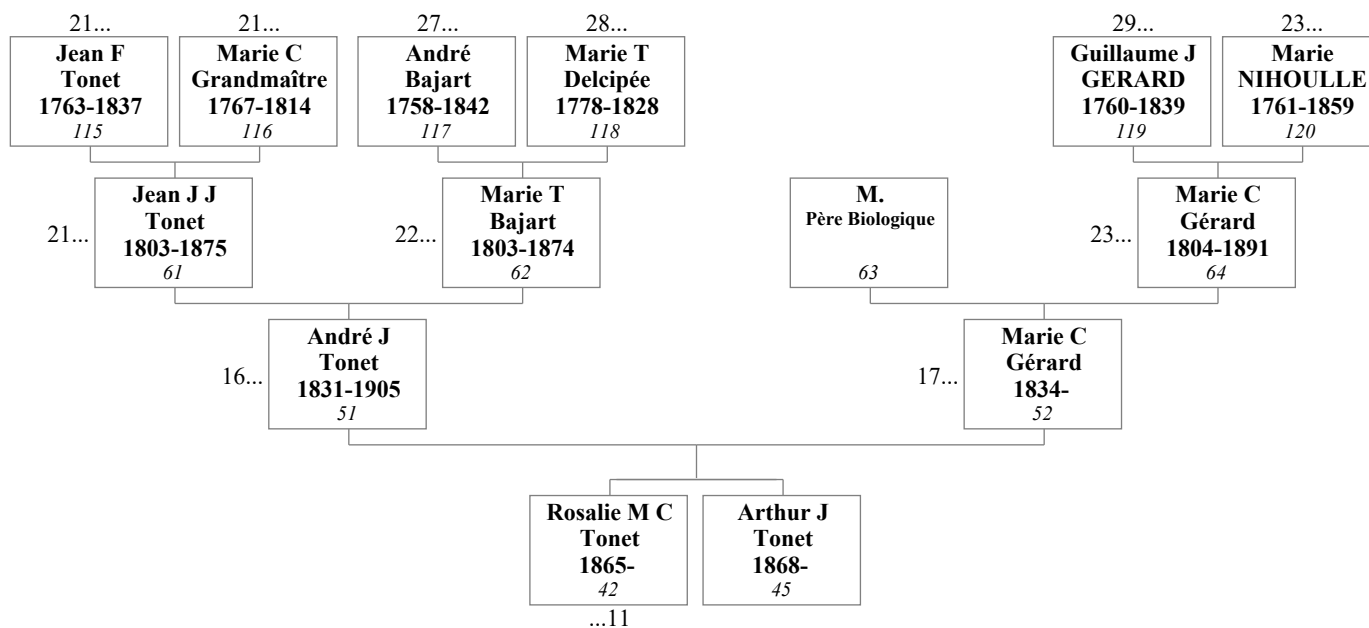 21...
21...
27...
28...
29...
23...
Jean F
Tonet
1763-1837
115
Marie C
Grandmaître
1767-1814
116
André
Bajart
1758-1842
117
Marie T
Delcipée
1778-1828
118
Guillaume J
GERARD
1760-1839
119
Marie
NIHOULLE
1761-1859
120
21...
Jean J J
Tonet
1803-1875
61
22...
Marie T
Bajart
1803-1874
62
M.
Père Biologique
63
23...
Marie C
Gérard
1804-1891
64
16...
André J
Tonet
1831-1905
51
17...
Marie C
Gérard
1834-
52
Rosalie M C
Tonet
1865-
42
Arthur J
Tonet
1868-
45
...11